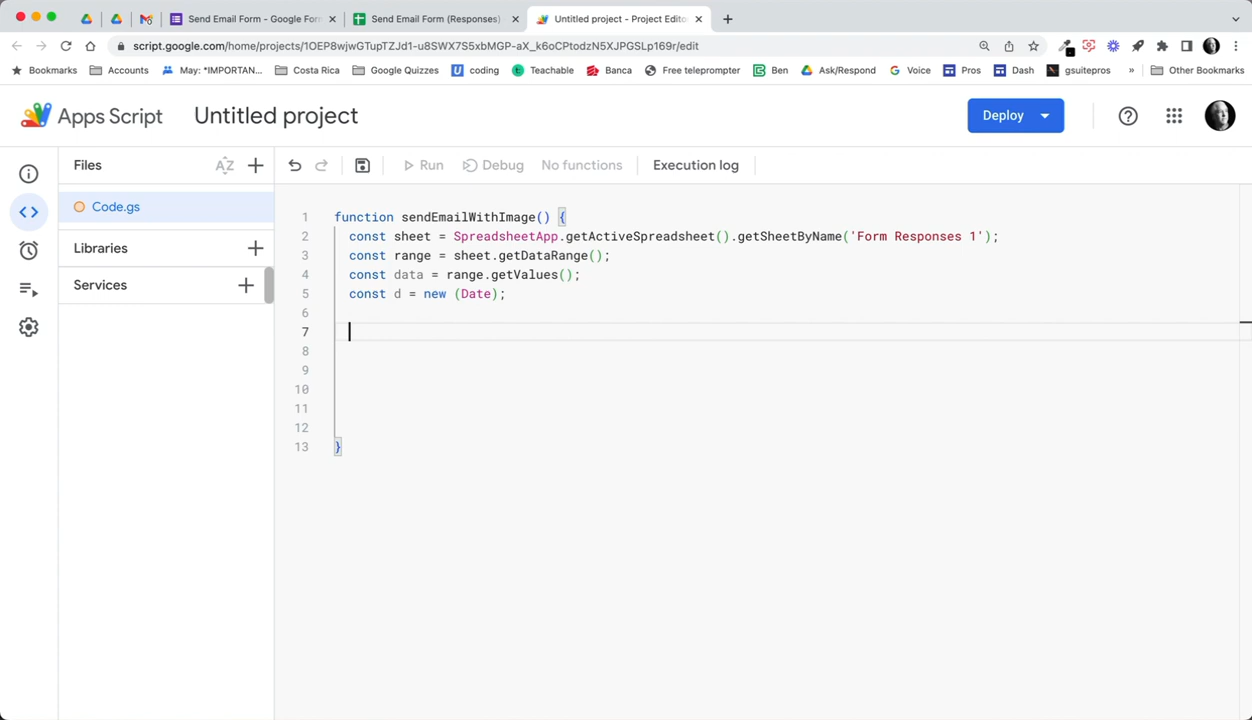 Send Email Form - Google Form
Send Email Form (Responses)
Untitled project - Project Edito
script.google.com/home/projects/1OEP8wjwGTupTZJd1-u8SWX7S5xbMGP-aX_k6oCPtodzN5XJPGSLp169r/edit
Bookmarks
Accounts
May: *IMPORTAN...
Costa Rica
Google Quizzes
coding
Teachable
Banca
Free teleprompter
Ben
Ask/Respond
Voice
Pros
Dash
gsuitepros
»
Other Bookmarks
Apps Script
Untitled project
Deploy
Files
AZ
Run
Debug
No functions
Execution log
Code.gs
Libraries
Services
1 function sendEmailWithImage() {
2 const sheet = SpreadsheetApp.getActiveSpreadsheet().getSheetByName('Form Responses 1');
3 const range = sheet.getDataRange();
4 const data = range.getValues();
5 const d = new (Date);
6
7
8
9
10
11
12
13 }